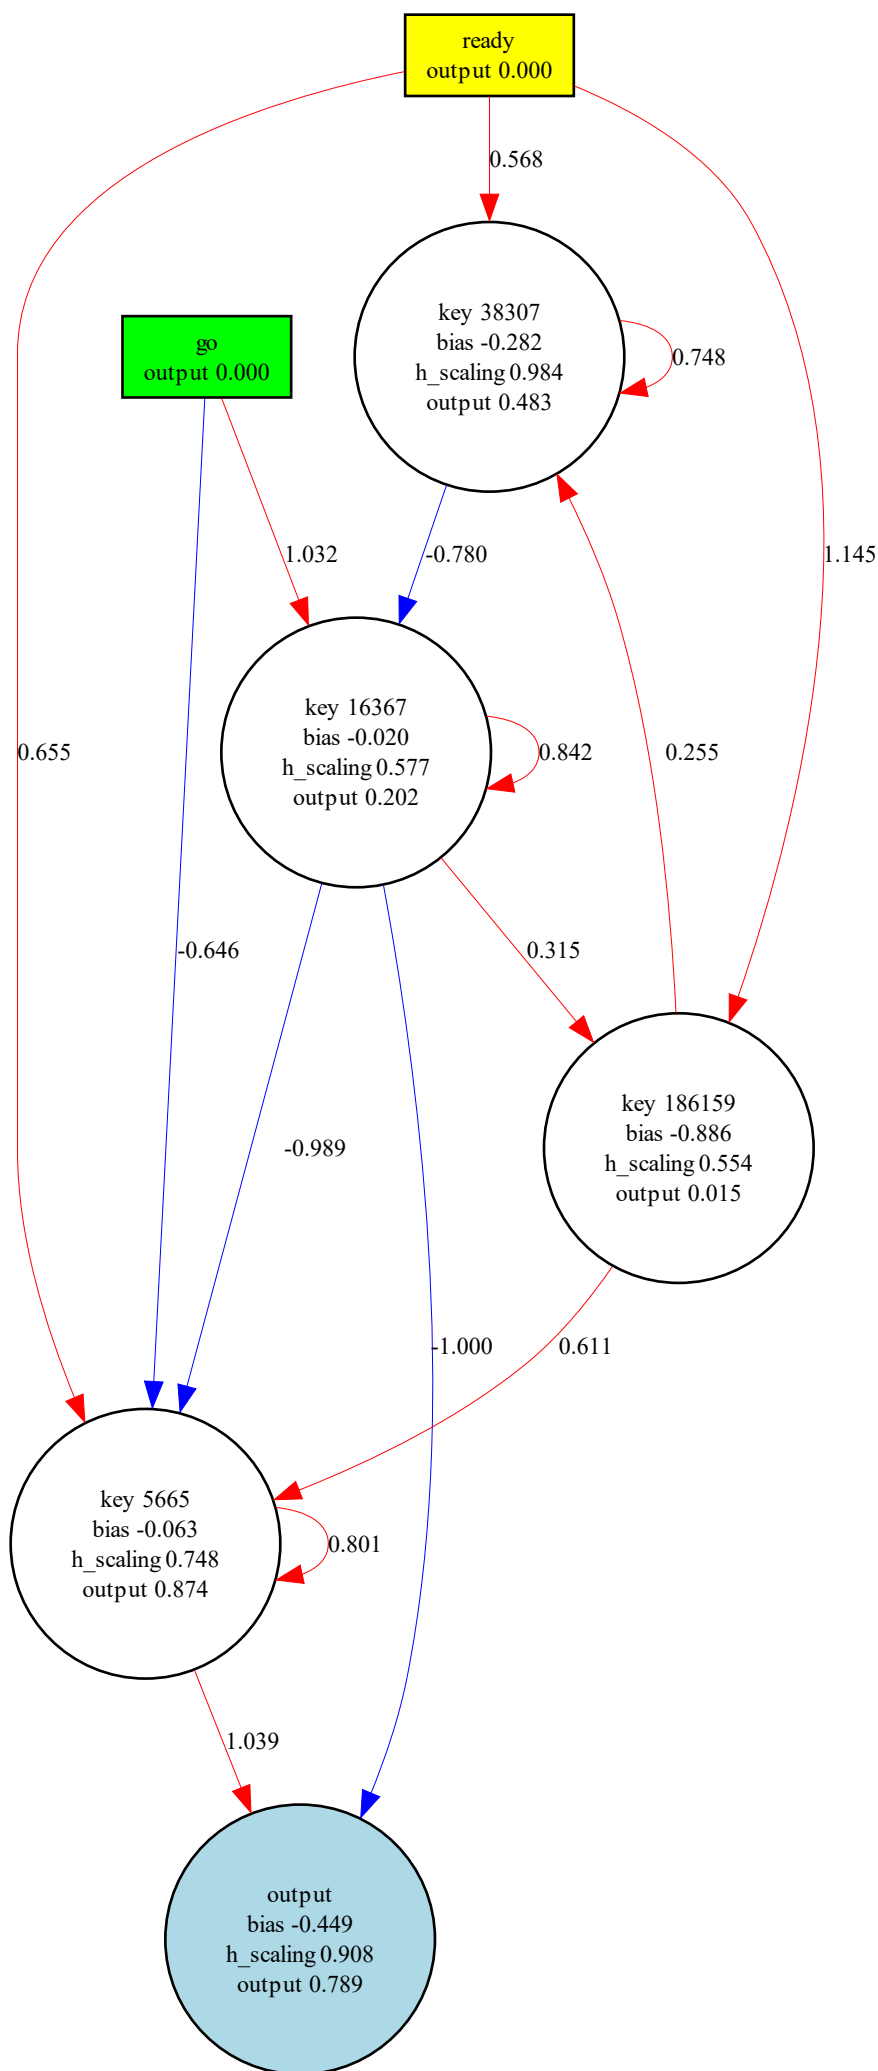 ready
output 0.000
0.568
go
output 0.000
key 38307
bias -0.282
h_scaling 0.984
output 0.483
0.748
1.032
-0.780
1.145
key 16367
bias -0.020
h_scaling 0.577
output 0.202
0.655
0.842
0.255
-0.646
0.315
-0.989
key 186159
bias -0.886
h_scaling 0.554
output 0.015
-1.000
0.611
key 5665
bias -0.063
h_scaling 0.748
output 0.874
0.801
1.039
output
bias -0.449
h_scaling 0.908
output 0.789